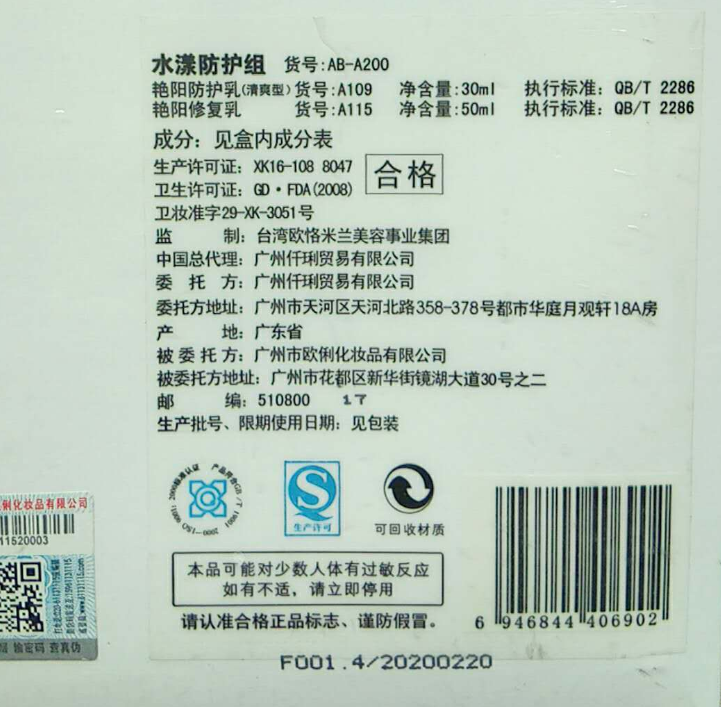 水漾防护组 货号:AB-A200
艳阳防护乳(清爽型) 货号:A109 净含量:30ml 执行标准: QB/T 2286
艳阳修复乳 货号:A115 净含量:50ml 执行标准: QB/T 2286
成分: 见盒内成分表
生产许可证: XK16-108 8047
合格
卫生许可证: GD·FDA(2008)
卫妆准字29-XK-3051号
监 制: 台湾欧恪米兰美容事业集团
中国总代理: 广州仟琍贸易有限公司
委 托 方: 广州仟琍贸易有限公司
委托方地址: 广州市天河区天河北路358-378号都市华庭月观轩18A房
产 地: 广东省
被 委 托 方: 广州市欧俐化妆品有限公司
被委托方地址: 广州市花都区新华街镜湖大道30号之二
邮 编: 510800 17
生产批号、限期使用日期: 见包装
生产许可
可回收材质
本品可能对少数人体有过敏反应
如有不适, 请立即停用
请认准合格正品标志、谨防假冒。
6 946844 406902
F001.4/20200220
俐化妆品有限公司
11520003
输密码 查真伪